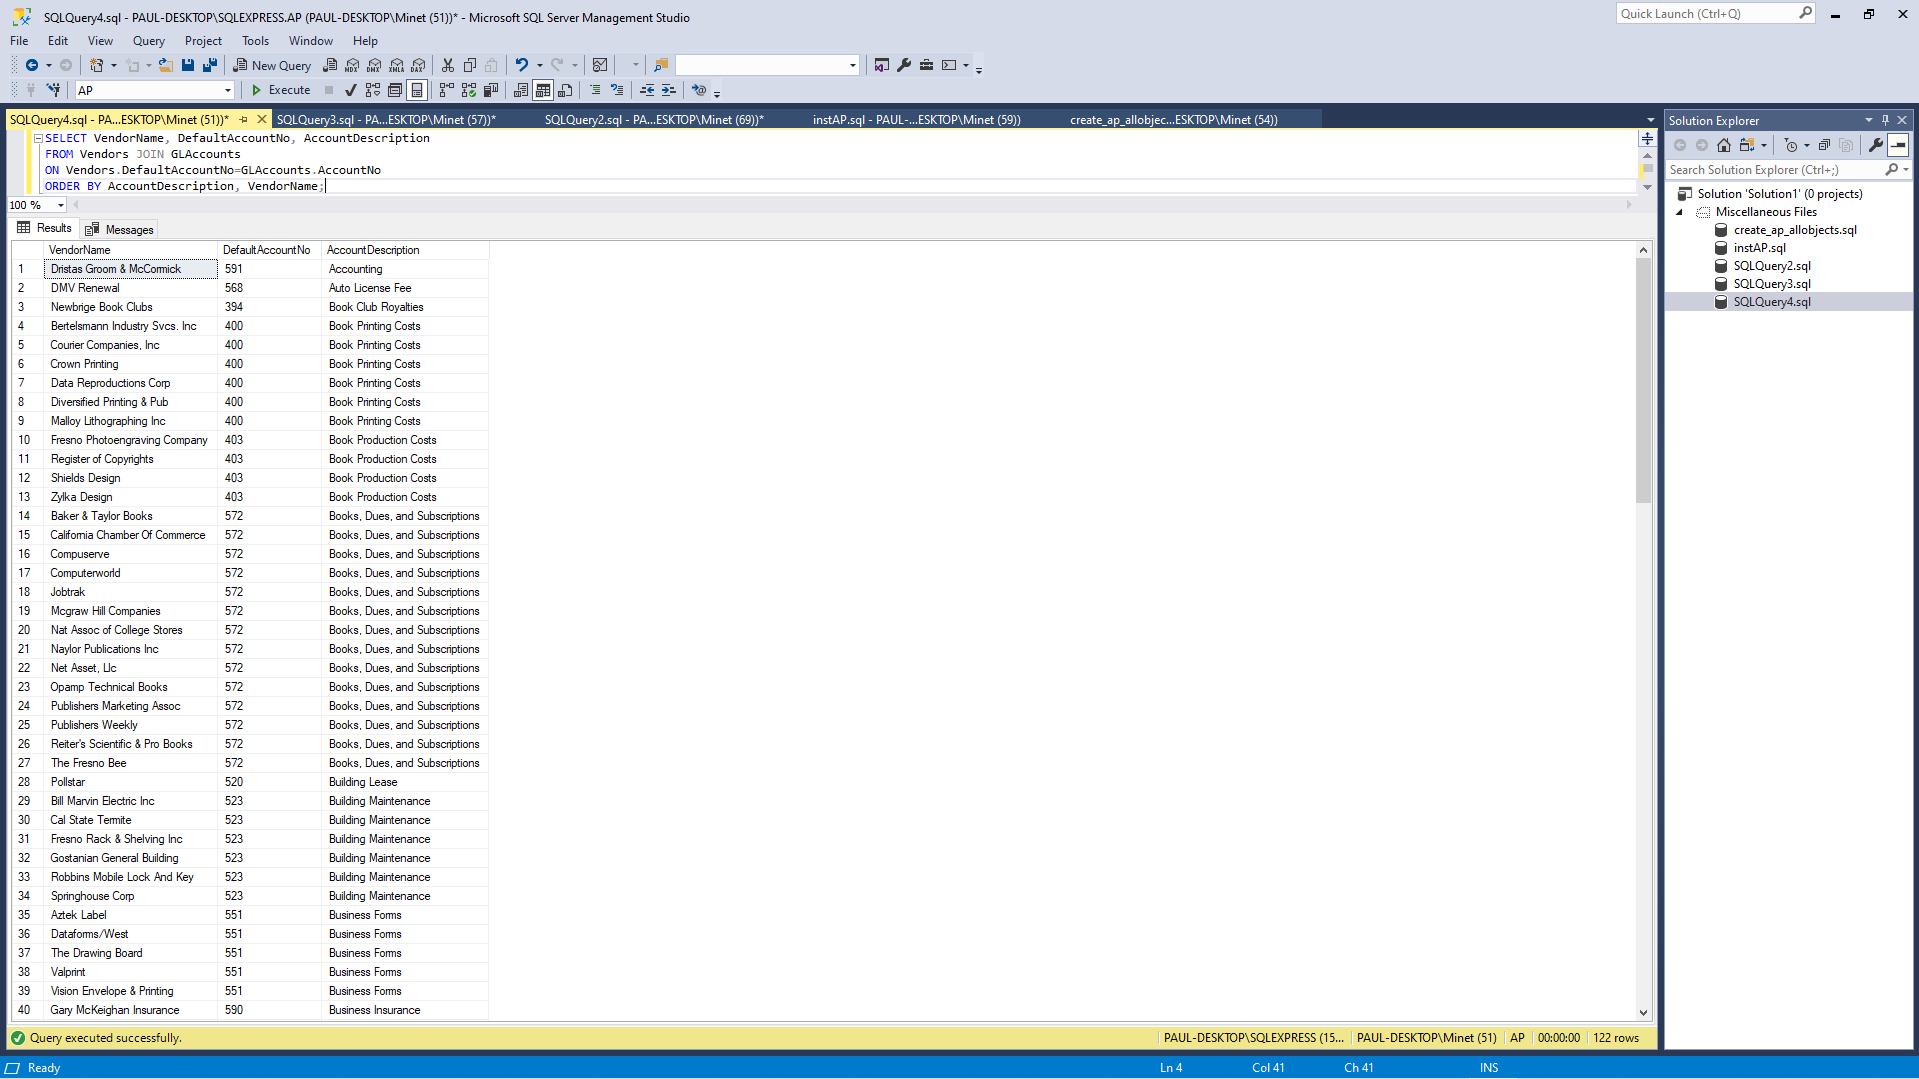 SQLQuery4.sql - PAUL-DESKTOP\SQLEXPRESS.AP (PAUL-DESKTOP\Minet (51))* - Microsoft SQL Server Management Studio
Quick Launch (Ctrl+Q)
File Edit View Query Project Tools Window Help
New Query MDX DMX XMLA DAX
AP Execute
SQLQuery4.sql - PA...ESKTOP\Minet (51))* SQLQuery3.sql - PA...ESKTOP\Minet (57))* SQLQuery2.sql - PA...ESKTOP\Minet (69))* instAP.sql - PAUL-...ESKTOP\Minet (59)) create_ap_allobjec...ESKTOP\Minet (54))
SELECT VendorName, DefaultAccountNo, AccountDescription
FROM Vendors JOIN GLAccounts
ON Vendors.DefaultAccountNo=GLAccounts.AccountNo
ORDER BY AccountDescription, VendorName;
100 %
Results Messages
VendorName DefaultAccountNo AccountDescription
1 Dristas Groom & McCormick 591 Accounting
2 DMV Renewal 568 Auto License Fee
3 Newbrige Book Clubs 394 Book Club Royalties
4 Bertelsmann Industry Svcs. Inc 400 Book Printing Costs
5 Courier Companies, Inc 400 Book Printing Costs
6 Crown Printing 400 Book Printing Costs
7 Data Reproductions Corp 400 Book Printing Costs
8 Diversified Printing & Pub 400 Book Printing Costs
9 Malloy Lithographing Inc 400 Book Printing Costs
10 Fresno Photoengraving Company 403 Book Production Costs
11 Register of Copyrights 403 Book Production Costs
12 Shields Design 403 Book Production Costs
13 Zylka Design 403 Book Production Costs
14 Baker & Taylor Books 572 Books, Dues, and Subscriptions
15 California Chamber Of Commerce 572 Books, Dues, and Subscriptions
16 Compuserve 572 Books, Dues, and Subscriptions
17 Computerworld 572 Books, Dues, and Subscriptions
18 Jobtrak 572 Books, Dues, and Subscriptions
19 Mcgraw Hill Companies 572 Books, Dues, and Subscriptions
20 Nat Assoc of College Stores 572 Books, Dues, and Subscriptions
21 Naylor Publications Inc 572 Books, Dues, and Subscriptions
22 Net Asset, Llc 572 Books, Dues, and Subscriptions
23 Opamp Technical Books 572 Books, Dues, and Subscriptions
24 Publishers Marketing Assoc 572 Books, Dues, and Subscriptions
25 Publishers Weekly 572 Books, Dues, and Subscriptions
26 Reiter's Scientific & Pro Books 572 Books, Dues, and Subscriptions
27 The Fresno Bee 572 Books, Dues, and Subscriptions
28 Pollstar 520 Building Lease
29 Bill Marvin Electric Inc 523 Building Maintenance
30 Cal State Termite 523 Building Maintenance
31 Fresno Rack & Shelving Inc 523 Building Maintenance
32 Gostanian General Building 523 Building Maintenance
33 Robbins Mobile Lock And Key 523 Building Maintenance
34 Springhouse Corp 523 Building Maintenance
35 Aztek Label 551 Business Forms
36 Dataforms/West 551 Business Forms
37 The Drawing Board 551 Business Forms
38 Valprint 551 Business Forms
39 Vision Envelope & Printing 551 Business Forms
40 Gary McKeighan Insurance 590 Business Insurance
Query executed successfully. PAUL-DESKTOP\SQLEXPRESS (15... PAUL-DESKTOP\Minet (51) AP 00:00:00 122 rows
Solution Explorer
Search Solution Explorer (Ctrl+;)
Solution 'Solution1' (0 projects)
Miscellaneous Files
create_ap_allobjects.sql
instAP.sql
SQLQuery2.sql
SQLQuery3.sql
SQLQuery4.sql
Ready Ln 4 Col 41 Ch 41 INS